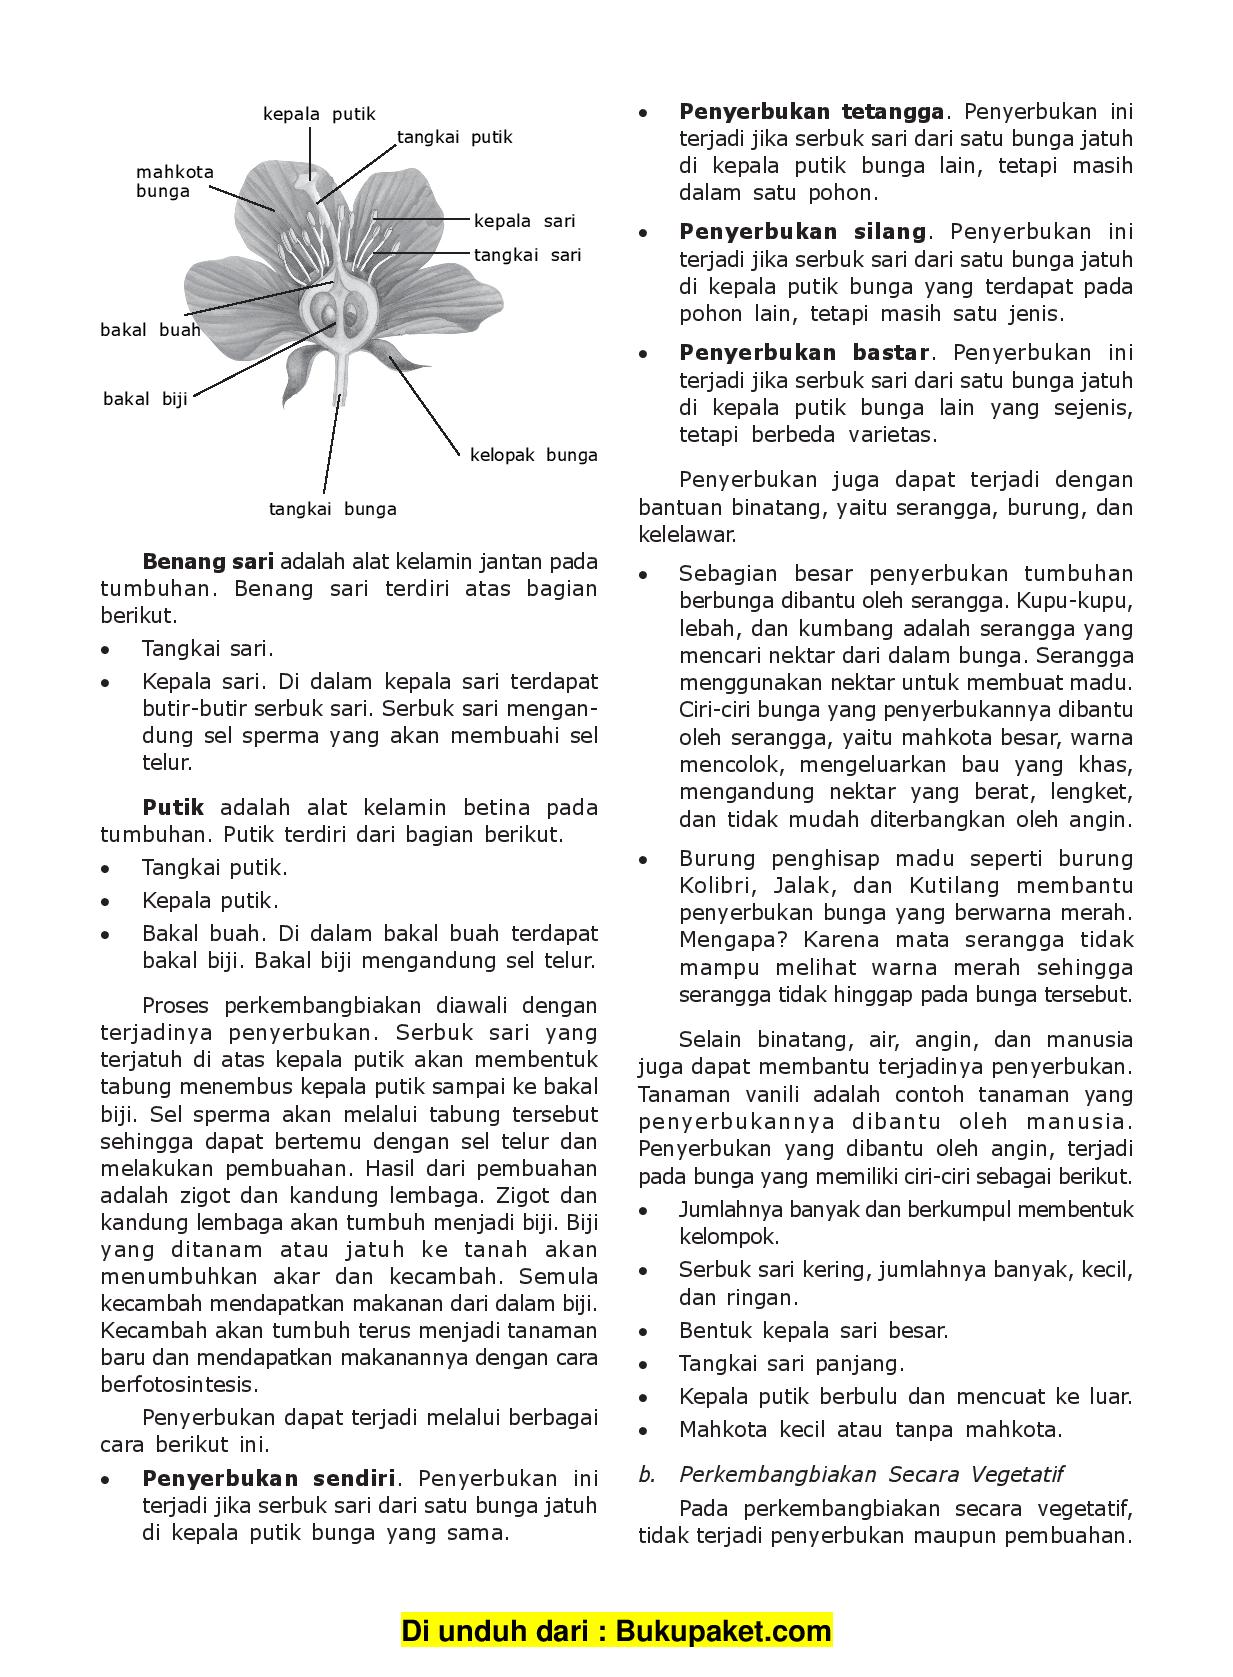 kepala putik
tangkai putik
mahkota
bunga
kepala sari
tangkai sari
bakal buah
bakal biji
kelopak bunga
tangkai bunga
Benang sari adalah alat kelamin jantan pada
tumbuhan. Benang sari terdiri atas bagian
berikut.
• Tangkai sari.
• Kepala sari. Di dalam kepala sari terdapat
butir-butir serbuk sari. Serbuk sari mengan-
dung sel sperma yang akan membuahi sel
telur.
Putik adalah alat kelamin betina pada
tumbuhan. Putik terdiri dari bagian berikut.
• Tangkai putik.
• Kepala putik.
• Bakal buah. Di dalam bakal buah terdapat
bakal biji. Bakal biji mengandung sel telur.
Proses perkembangbiakan diawali dengan
terjadinya penyerbukan. Serbuk sari yang
terjatuh di atas kepala putik akan membentuk
tabung menembus kepala putik sampai ke bakal
biji. Sel sperma akan melalui tabung tersebut
sehingga dapat bertemu dengan sel telur dan
melakukan pembuahan. Hasil dari pembuahan
adalah zigot dan kandung lembaga. Zigot dan
kandung lembaga akan tumbuh menjadi biji. Biji
yang ditanam atau jatuh ke tanah akan
menumbuhkan akar dan kecambah. Semula
kecambah mendapatkan makanan dari dalam biji.
Kecambah akan tumbuh terus menjadi tanaman
baru dan mendapatkan makanannya dengan cara
berfotosintesis.
Penyerbukan dapat terjadi melalui berbagai
cara berikut ini.
• Penyerbukan sendiri. Penyerbukan ini
terjadi jika serbuk sari dari satu bunga jatuh
di kepala putik bunga yang sama.
• Penyerbukan tetangga. Penyerbukan ini
terjadi jika serbuk sari dari satu bunga jatuh
di kepala putik bunga lain, tetapi masih
dalam satu pohon.
• Penyerbukan silang. Penyerbukan ini
terjadi jika serbuk sari dari satu bunga jatuh
di kepala putik bunga yang terdapat pada
pohon lain, tetapi masih satu jenis.
• Penyerbukan bastar. Penyerbukan ini
terjadi jika serbuk sari dari satu bunga jatuh
di kepala putik bunga lain yang sejenis,
tetapi berbeda varietas.
Penyerbukan juga dapat terjadi dengan
bantuan binatang, yaitu serangga, burung, dan
kelelawar.
• Sebagian besar penyerbukan tumbuhan
berbunga dibantu oleh serangga. Kupu-kupu,
lebah, dan kumbang adalah serangga yang
mencari nektar dari dalam bunga. Serangga
menggunakan nektar untuk membuat madu.
Ciri-ciri bunga yang penyerbukannya dibantu
oleh serangga, yaitu mahkota besar, warna
mencolok, mengeluarkan bau yang khas,
mengandung nektar yang berat, lengket,
dan tidak mudah diterbangkan oleh angin.
• Burung penghisap madu seperti burung
Kolibri, Jalak, dan Kutilang membantu
penyerbukan bunga yang berwarna merah.
Mengapa? Karena mata serangga tidak
mampu melihat warna merah sehingga
serangga tidak hinggap pada bunga tersebut.
Selain binatang, air, angin, dan manusia
juga dapat membantu terjadinya penyerbukan.
Tanaman vanili adalah contoh tanaman yang
penyerbukannya dibantu oleh manusia.
Penyerbukan yang dibantu oleh angin, terjadi
pada bunga yang memiliki ciri-ciri sebagai berikut.
• Jumlahnya banyak dan berkumpul membentuk
kelompok.
• Serbuk sari kering, jumlahnya banyak, kecil,
dan ringan.
• Bentuk kepala sari besar.
• Tangkai sari panjang.
• Kepala putik berbulu dan mencuat ke luar.
• Mahkota kecil atau tanpa mahkota.
b. Perkembangbiakan Secara Vegetatif
Pada perkembangbiakan secara vegetatif,
tidak terjadi penyerbukan maupun pembuahan.
Di unduh dari : Bukupaket.com